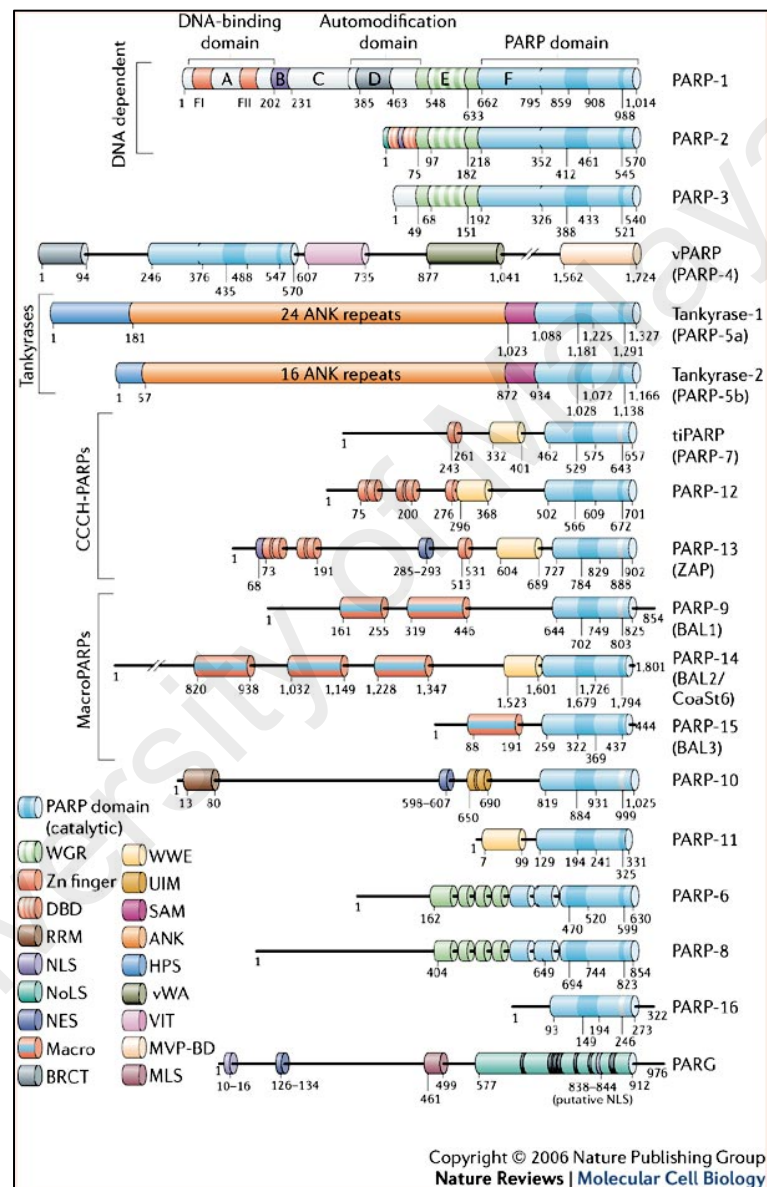 DNA-binding domain
Automodification domain
PARP domain
DNA dependent
A B C D E F
PARP-1
1 FI FII 202 231 385 463 548 633 662 795 859 908 988 1,014
PARP-2
1 75 97 182 218 352 412 461 545 570
PARP-3
1 49 68 151 192 326 388 433 521 540
vPARP
(PARP-4)
1 94 246 376 435 488 547 570 607 735 877 1,041 1,562 1,724
Tankyrases
24 ANK repeats
Tankyrase-1
(PARP-5a)
1 181 1,023 1,088 1,181 1,225 1,291 1,327
16 ANK repeats
Tankyrase-2
(PARP-5b)
1 57 872 934 1,028 1,072 1,138 1,166
CCCH-PARPs
tiPARP
(PARP-7)
1 243 261 332 401 462 529 575 643 657
PARP-12
1 75 200 276 296 368 502 566 609 672 701
PARP-13
(ZAP)
1 68 73 191 285–293 513 531 604 689 727 784 829 888 902
MacroPARPs
PARP-9
(BAL1)
1 161 255 319 446 644 702 749 803 825 854
PARP-14
(BAL2/
CoaSt6)
1 820 938 1,032 1,149 1,228 1,347 1,523 1,601 1,679 1,726 1,794 1,801
PARP-15
(BAL3)
88 191 259 322 369 437 444
1
PARP-10
1 13 80 598–607 650 690 819 884 931 999 1,025
PARP-11
1 7 99 129 194 241 325 331
PARP-6
1 162 470 520 599 630
PARP-8
1 404 649 694 744 823 854
PARP-16
1 93 149 194 246 273 322
PARG
1 10–16 126–134 461 499 577 838–844 912 976
(putative NLS)
PARP domain
(catalytic)
WGR
Zn finger
DBD
RRM
NLS
NoLS
NES
Macro
BRCT
WWE
UIM
SAM
ANK
HPS
vWA
VIT
MVP-BD
MLS
Copyright © 2006 Nature Publishing Group
Nature Reviews | Molecular Cell Biology
University of Malaya